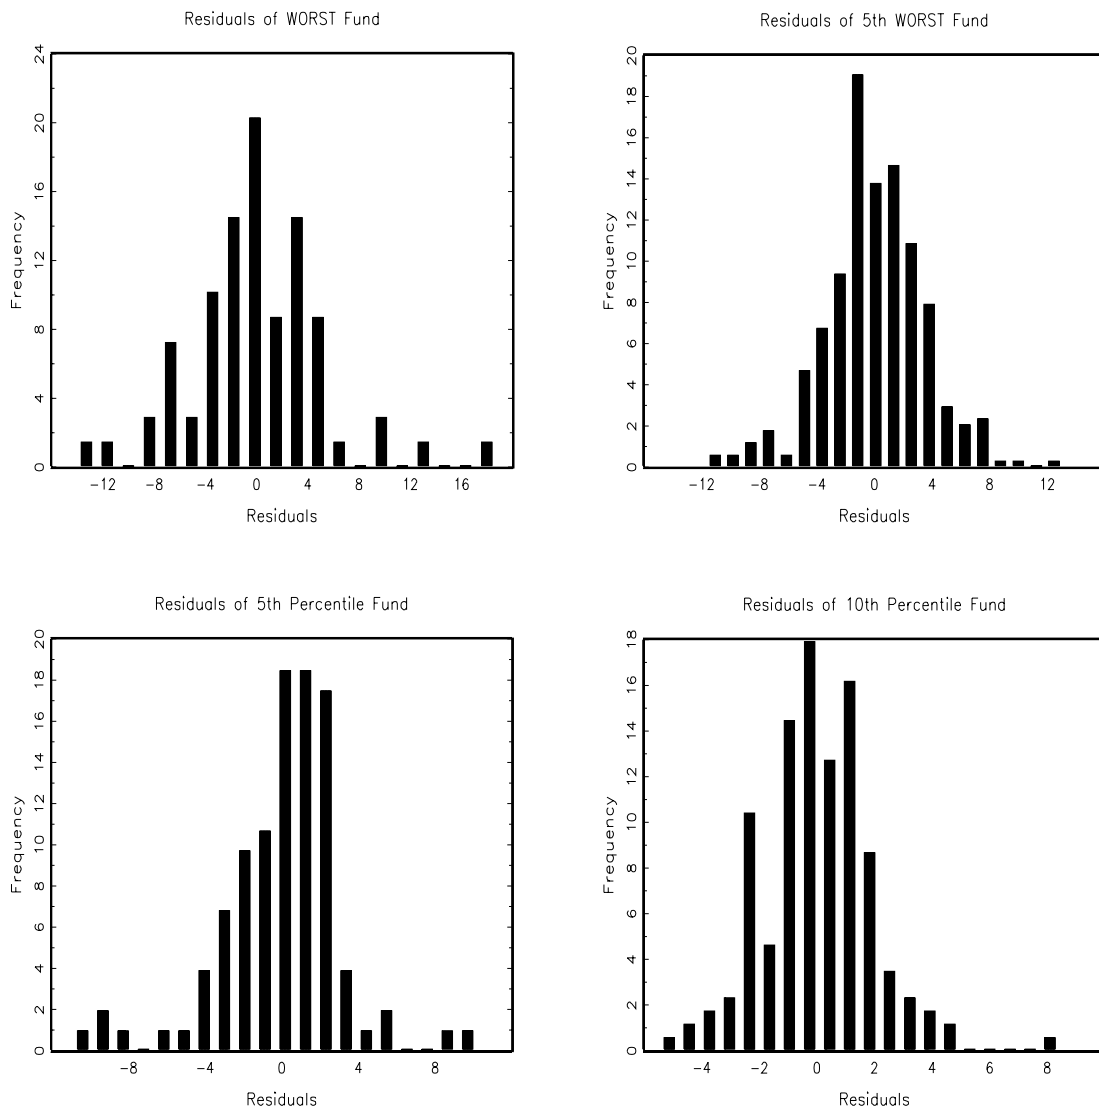 Residuals of WORST Fund
Frequency
24
20
16
12
8
4
0
-12 -8 -4 0 4 8 12 16
Residuals
Residuals of 5th WORST Fund
Frequency
20
18
16
14
12
10
8
6
4
2
0
-12 -8 -4 0 4 8 12
Residuals
Residuals of 5th Percentile Fund
Frequency
20
18
16
14
12
10
8
6
4
2
0
-8 -4 0 4 8
Residuals
Residuals of 10th Percentile Fund
Frequency
18
16
14
12
10
8
6
4
2
0
-4 -2 0 2 4 6 8
Residuals